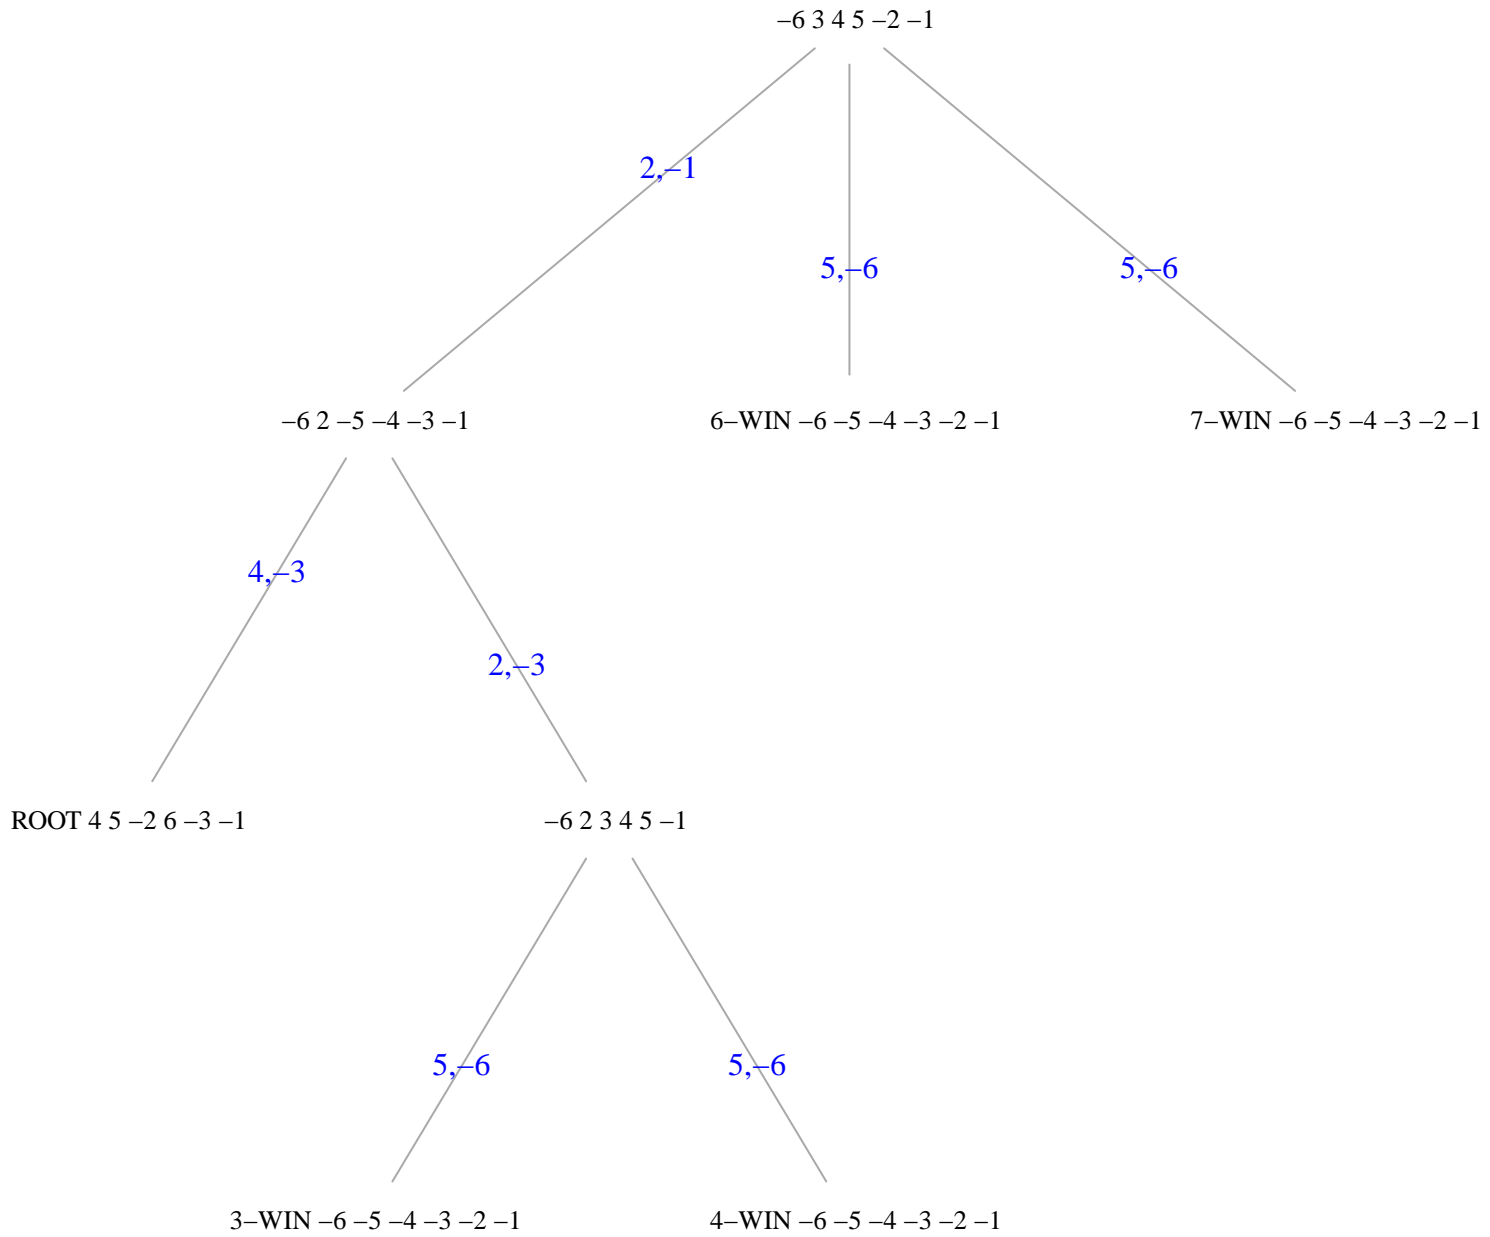 –6 3 4 5 –2 –1
2,–1
5,–6
5,–6
–6 2 –5 –4 –3 –1
6–WIN –6 –5 –4 –3 –2 –1
7–WIN –6 –5 –4 –3 –2 –1
4,–3
2,–3
ROOT 4 5 –2 6 –3 –1
–6 2 3 4 5 –1
5,–6
5,–6
3–WIN –6 –5 –4 –3 –2 –1
4–WIN –6 –5 –4 –3 –2 –1